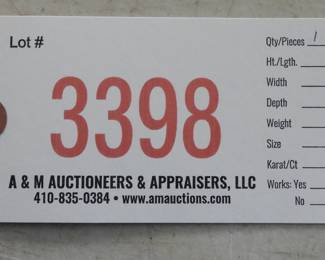 Lot #
3398
A & M AUCTIONEERS & APPRAISERS, LLC
410-835-0384 • www.amauctions.com
Qty/Pieces 1
Ht./Lgth.
Width
Depth
Weight
Size
Karat/Ct
Works: Yes
No